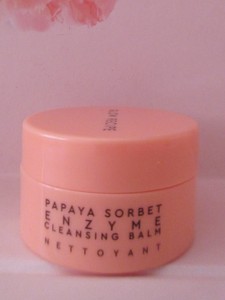 PAPAYA SORBET
ENZYME
CLEANSING BALM
NETTOYANT